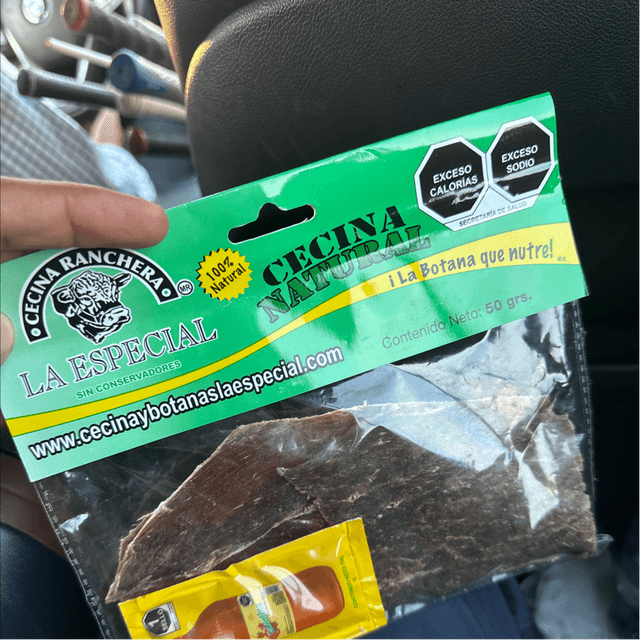 EXCESO
CALORÍAS
EXCESO
SODIO
SECRETARÍA DE SALUD
CECINA RANCHERA
MR
LA ESPECIAL
SIN CONSERVADORES
100%
Natural
CECINA
NATURAL
¡La Botana que nutre!
Contenido Neto: 50 grs.
www.cecinaybotanaslaespecial.com
1